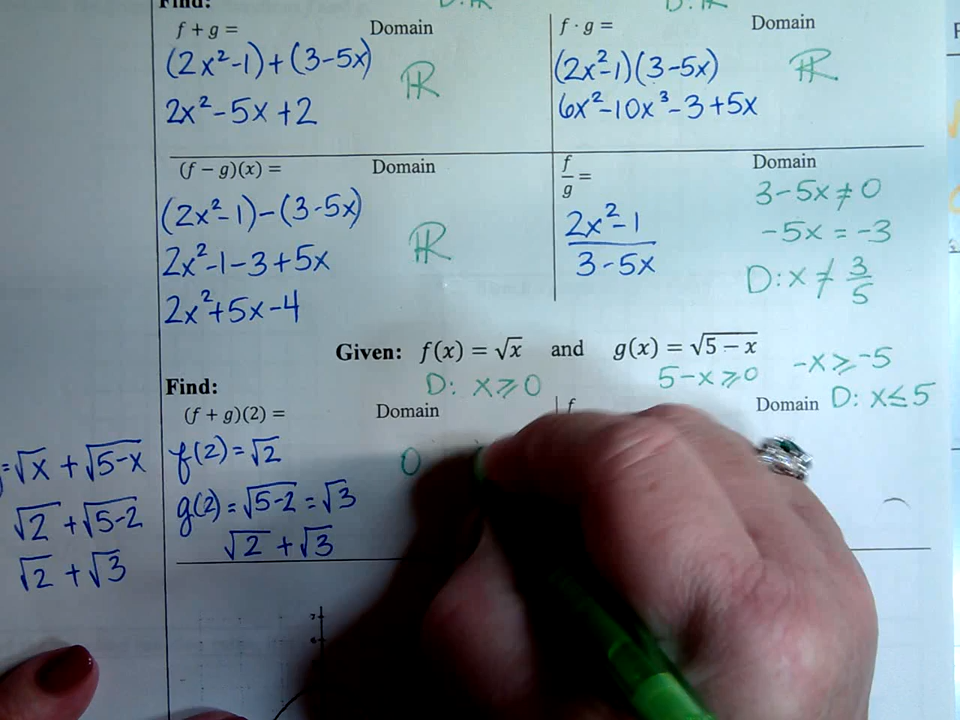 Find:
f + g =
Domain
(2x²-1)+(3-5x)
ℝ
2x²-5x+2
f · g =
Domain
(2x²-1)(3-5x)
ℝ
6x²-10x³-3+5x
(f − g)(x) =
Domain
(2x²-1)-(3-5x)
2x²-1-3+5x
ℝ
2x²+5x-4
f/g =
Domain
(2x²-1)/(3-5x)
3-5x≠0
-5x = -3
D: x ≠ 3/5
Given: f(x) = √x and g(x) = √(5 − x)
D: x ≥ 0
5-x ≥ 0
-x ≥ -5
D: x ≤ 5
Find:
(f + g)(2) =
Domain
f(2)=√2
0
g(2)=√(5-2)=√3
√2 + √3
=√x + √(5-x)
√2 + √(5-2)
√2 + √3
f
Domain
7
6